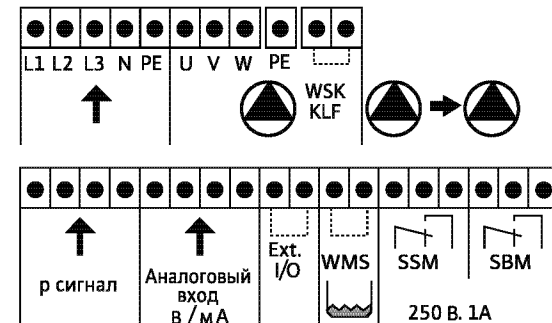 L1 L2 L3 N PE U V W PE
WSK
KLF
р сигнал
Аналоговый
вход
В / мА
Ext.
I/O
WMS
SSM
SBM
250 В. 1А